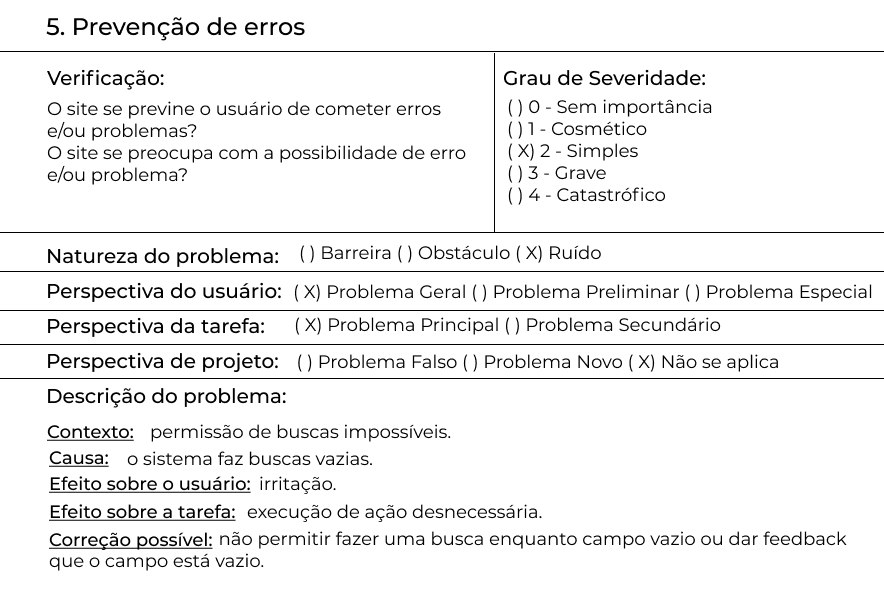 5. Prevenção de erros
Verificação:
O site se previne o usuário de cometer erros
e/ou problemas?
O site se preocupa com a possibilidade de erro
e/ou problema?
Grau de Severidade:
( ) 0 - Sem importância
( ) 1 - Cosmético
( X) 2 - Simples
( ) 3 - Grave
( ) 4 - Catastrófico
Natureza do problema: ( ) Barreira ( ) Obstáculo ( X) Ruído
Perspectiva do usuário: ( X) Problema Geral ( ) Problema Preliminar ( ) Problema Especial
Perspectiva da tarefa: ( X) Problema Principal ( ) Problema Secundário
Perspectiva de projeto: ( ) Problema Falso ( ) Problema Novo ( X) Não se aplica
Descrição do problema:
Contexto: permissão de buscas impossíveis.
Causa: o sistema faz buscas vazias.
Efeito sobre o usuário: irritação.
Efeito sobre a tarefa: execução de ação desnecessária.
Correção possível: não permitir fazer uma busca enquanto campo vazio ou dar feedback
que o campo está vazio.